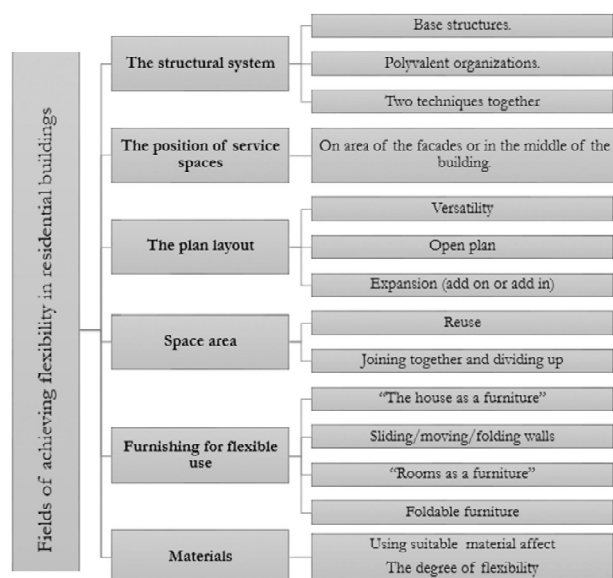 Fields of achieving flexibility in residential buildings
The structural system
Base structures.
Polyvalent organizations.
Two techniques together
The position of service
spaces
On area of the facades or in the middle of the
building.
The plan layout
Versatility
Open plan
Expansion (add on or add in)
Space area
Reuse
Joining together and dividing up
Furnishing for flexible
use
“The house as a furniture”
Sliding/moving/folding walls
“Rooms as a furniture”
Foldable furniture
Materials
Using suitable material affect
The degree of flexibility